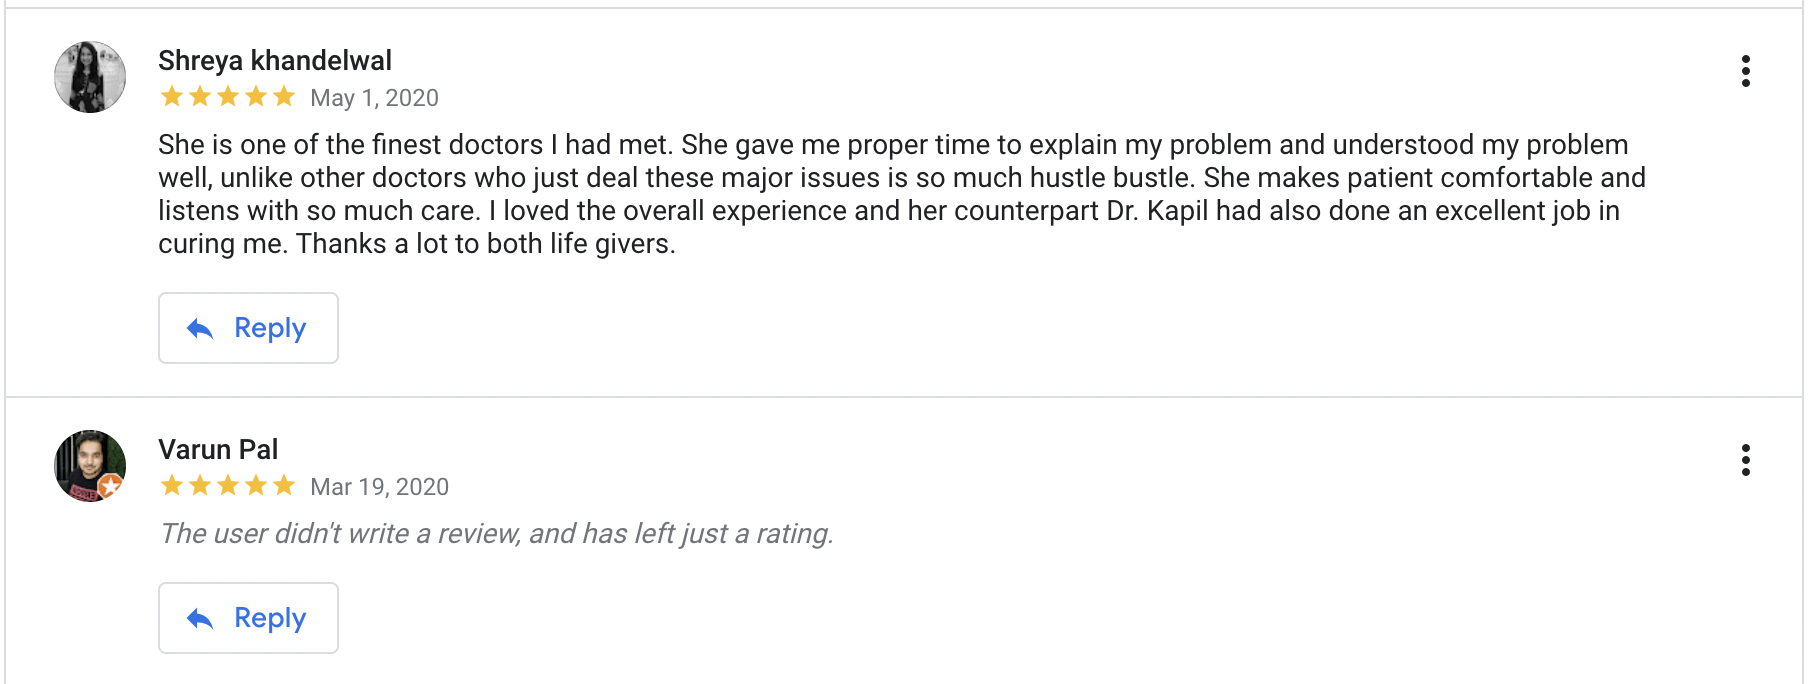 Shreya khandelwal
May 1, 2020
She is one of the finest doctors I had met. She gave me proper time to explain my problem and understood my problem
well, unlike other doctors who just deal these major issues is so much hustle bustle. She makes patient comfortable and
listens with so much care. I loved the overall experience and her counterpart Dr. Kapil had also done an excellent job in
curing me. Thanks a lot to both life givers.
Reply
Varun Pal
Mar 19, 2020
The user didn't write a review, and has left just a rating.
Reply